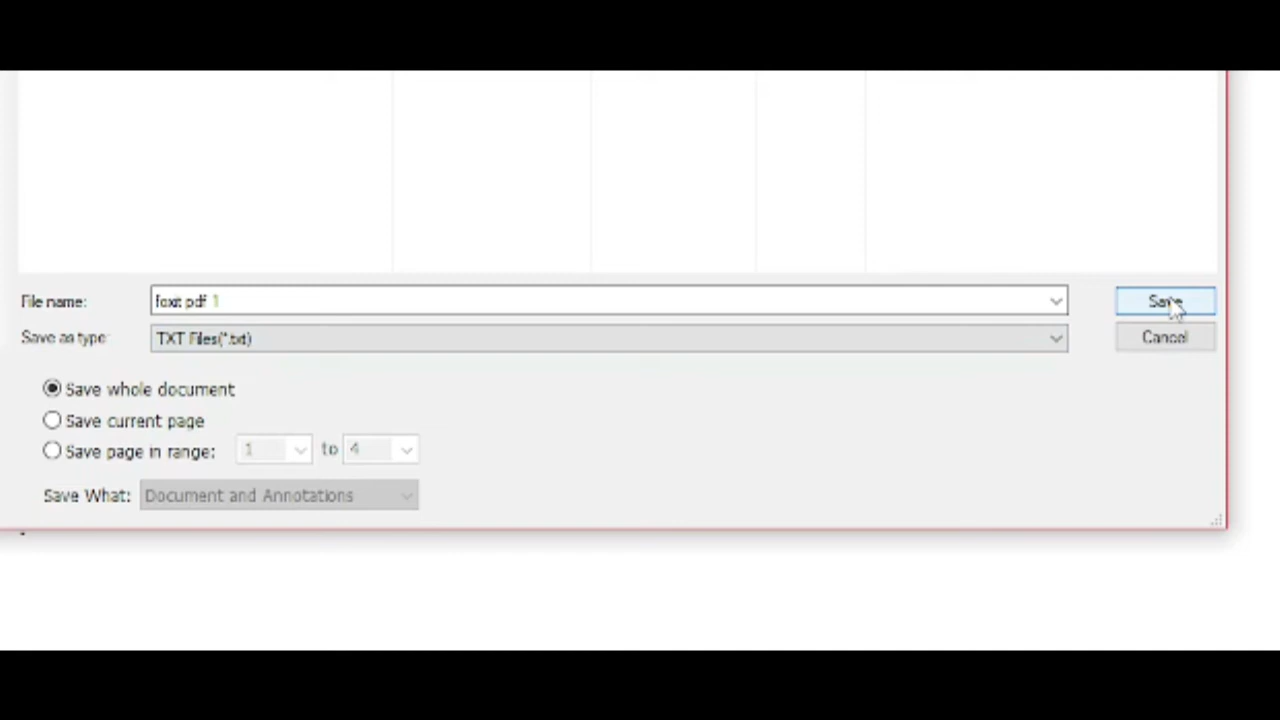 File name: foxit pdf 1 Save
Save as type: TXT Files(*.txt) Cancel
Save whole document
Save current page
Save page in range: 1 to 4
Save What: Document and Annotations